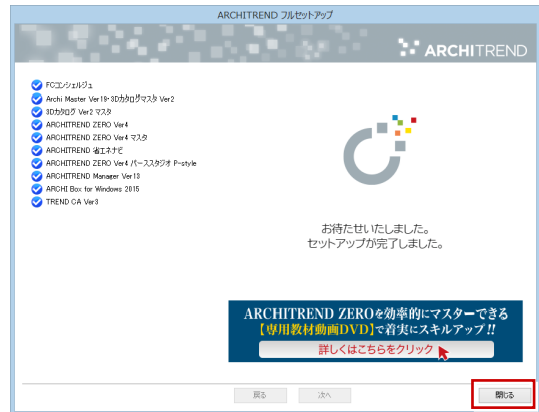 ARCHITREND フルセットアップ
ARCHITREND
FCコンシェルジュ
Archi Master Ver19・3Dカタログマスタ Ver2
3Dカタログ Ver2 マスタ
ARCHITREND ZERO Ver4
ARCHITREND ZERO Ver4 マスタ
ARCHITREND 省エネナビ
ARCHITREND ZERO Ver4 パーススタジオ P-style
ARCHITREND Manager Ver13
ARCHI Box for Windows 2015
TREND CA Ver3
お待たせいたしました。
セットアップが完了しました。
ARCHITREND ZEROを効率的にマスターできる
【専用教材動画DVD】で着実にスキルアップ!!
詳しくはこちらをクリック
戻る
次へ
閉じる